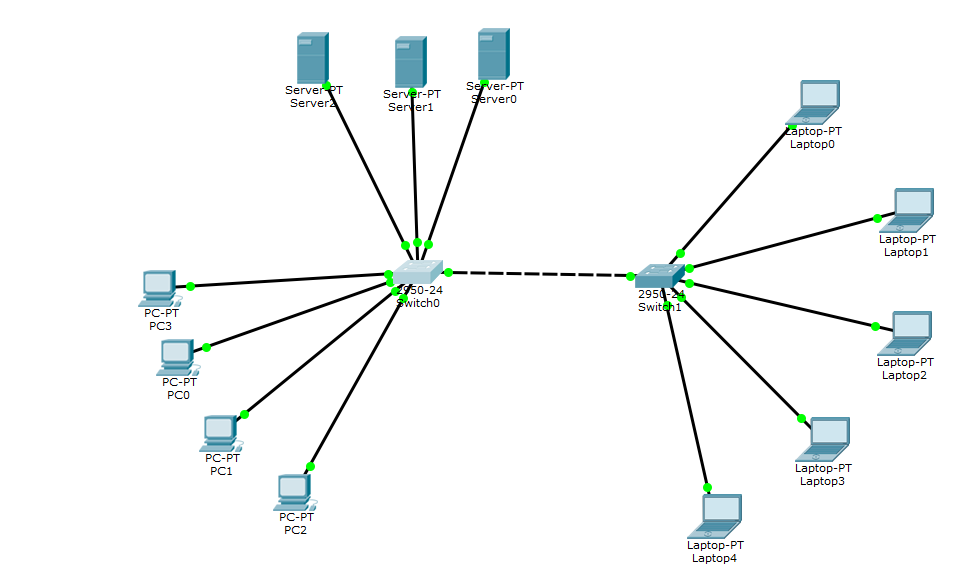 Server-PT
Server2
Server-PT
Server1
Server-PT
Server0
Laptop-PT
Laptop0
Laptop-PT
Laptop1
2950-24
Switch0
2950-24
Switch1
PC-PT
PC3
PC-PT
PC0
Laptop-PT
Laptop2
PC-PT
PC1
Laptop-PT
Laptop3
PC-PT
PC2
Laptop-PT
Laptop4